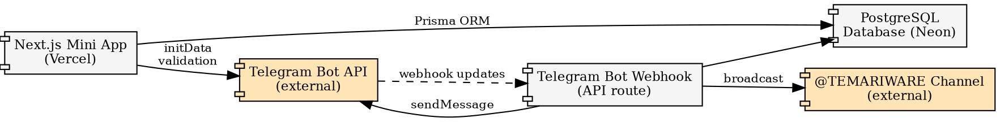 Next.js Mini App
(Vercel)
Prisma ORM
initData
validation
Telegram Bot API
(external)
webhook updates
sendMessage
Telegram Bot Webhook
(API route)
broadcast
PostgreSQL
Database (Neon)
@TEMARIWARE Channel
(external)